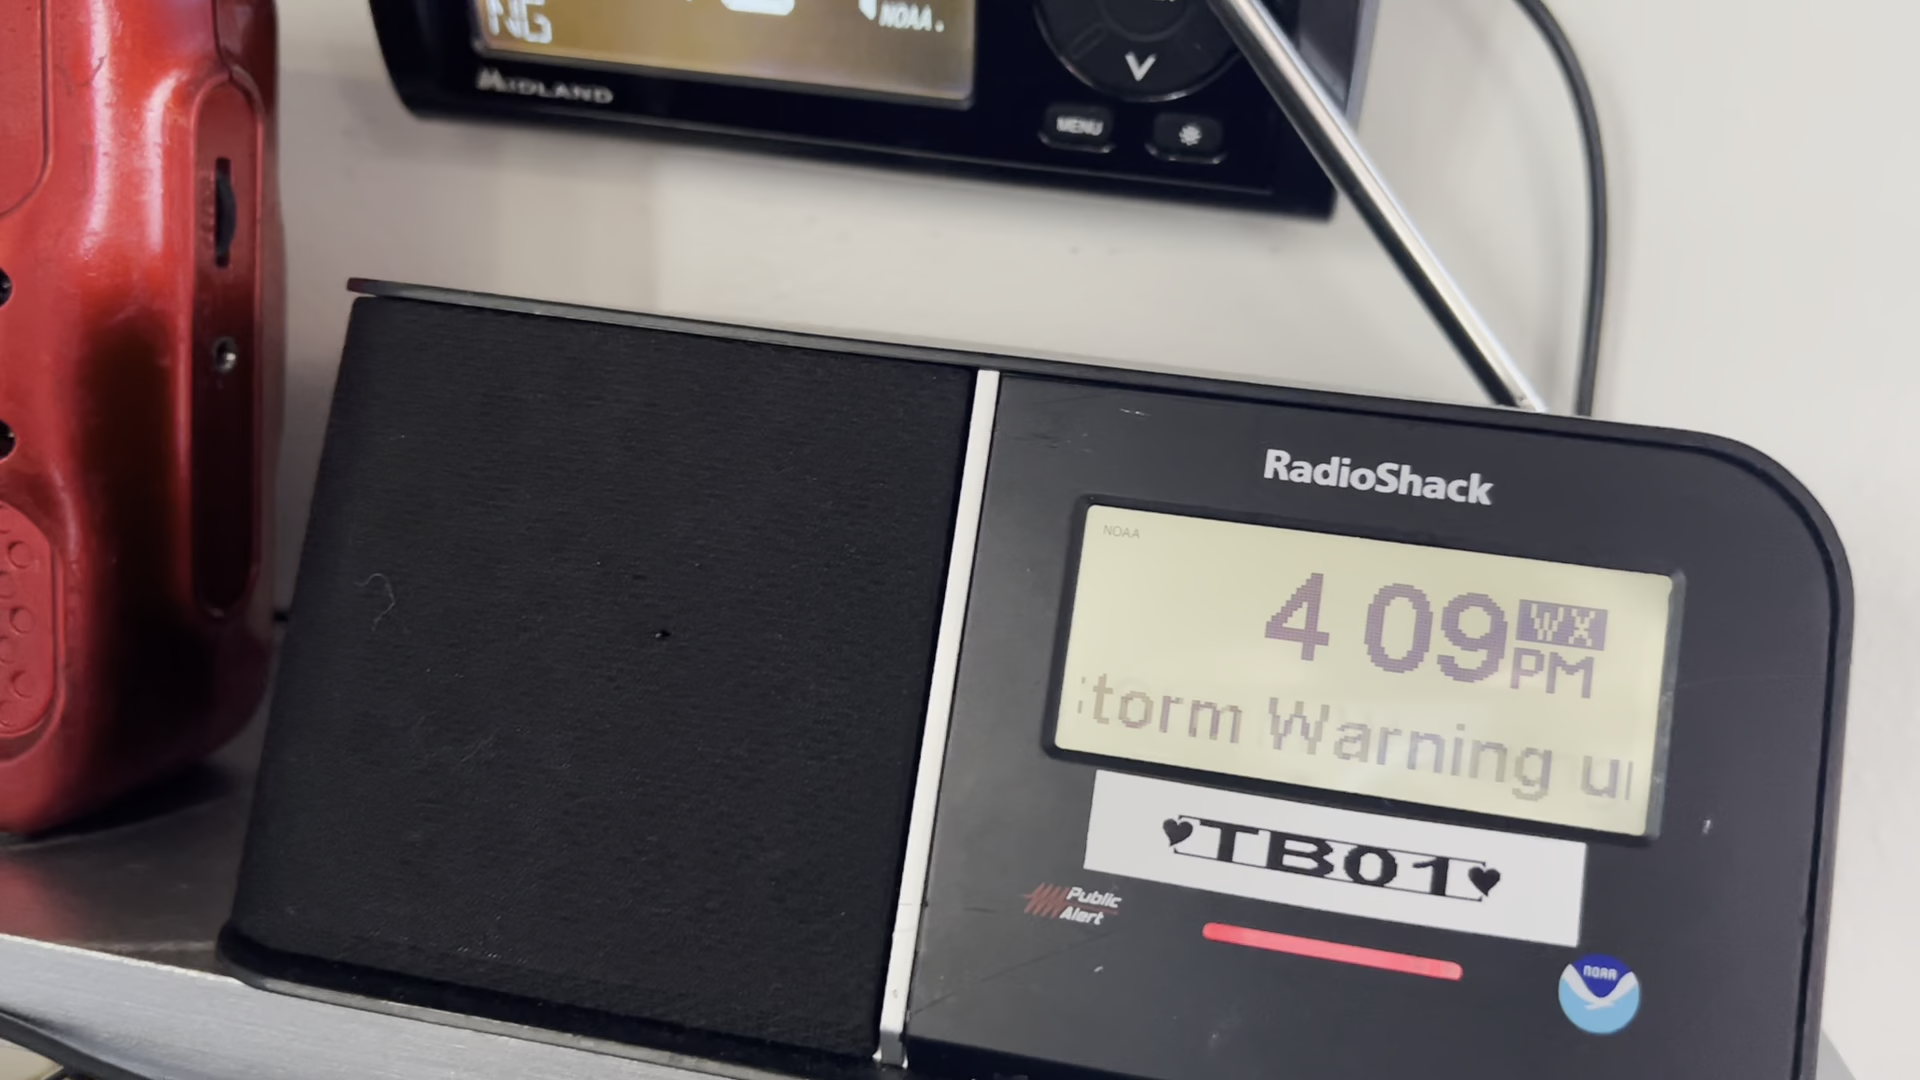 NG
NOAA
MIDLAND
MENU
RadioShack
NOAA
4 09 WX
PM
torm Warning
TB01
Public
Alert
NOAA